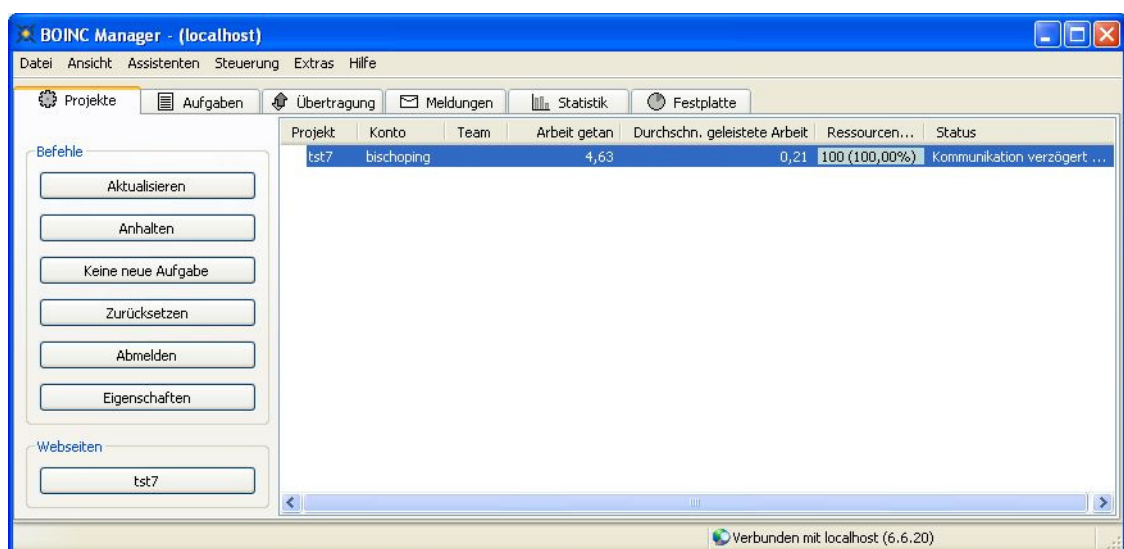 BOINC Manager - (localhost)
Datei Ansicht Assistenten Steuerung Extras Hilfe
Projekte Aufgaben Übertragung Meldungen Statistik Festplatte
Befehle
Aktualisieren
Anhalten
Keine neue Aufgabe
Zurücksetzen
Abmelden
Eigenschaften
Webseiten
tst7
Projekt Konto Team Arbeit getan Durchschn. geleistete Arbeit Ressourcen... Status
tst7 bischoping 4,63 0,21 100 (100,00%) Kommunikation verzögert ...
Verbunden mit localhost (6.6.20)